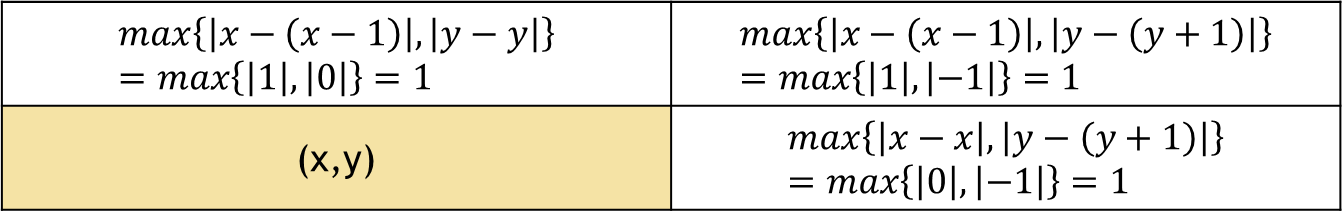 max{|x − (x − 1)|, |y − y|}
= max{|1|, |0|} = 1
max{|x − (x − 1)|, |y − (y + 1)|}
= max{|1|, |−1|} = 1
(x,y)
max{|x − x|, |y − (y + 1)|}
= max{|0|, |−1|} = 1